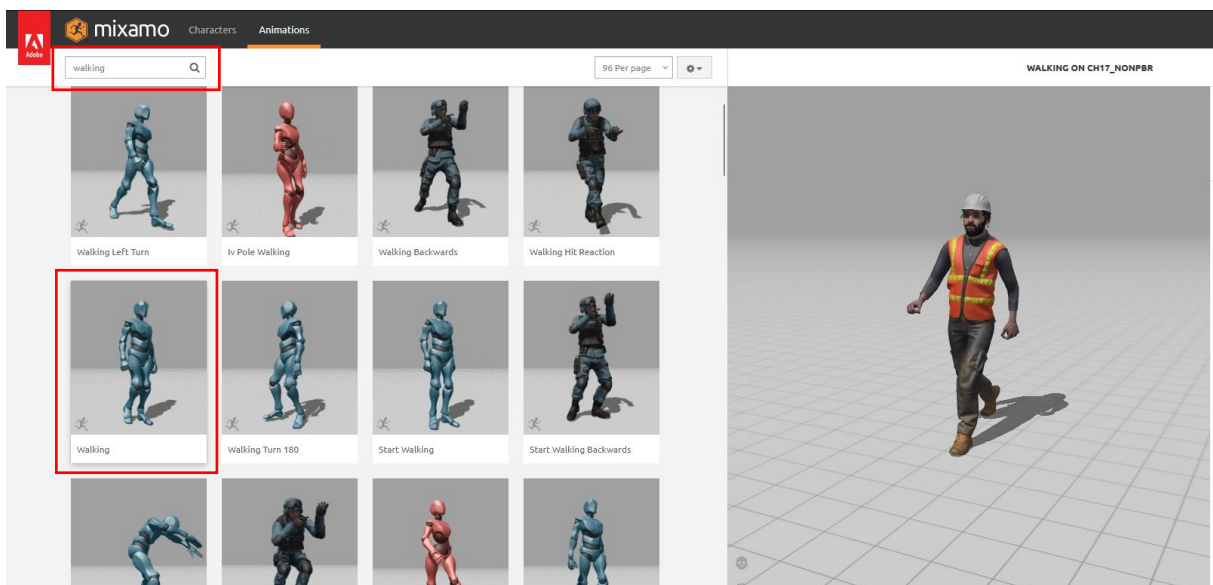 mixamo Characters Animations
Adobe
walking 96 Per page
WALKING ON CH17_NONPBR
Walking Left Turn Iv Pole Walking Walking Backwards Walking Hit Reaction
Walking Walking Turn 180 Start Walking Start Walking Backwards